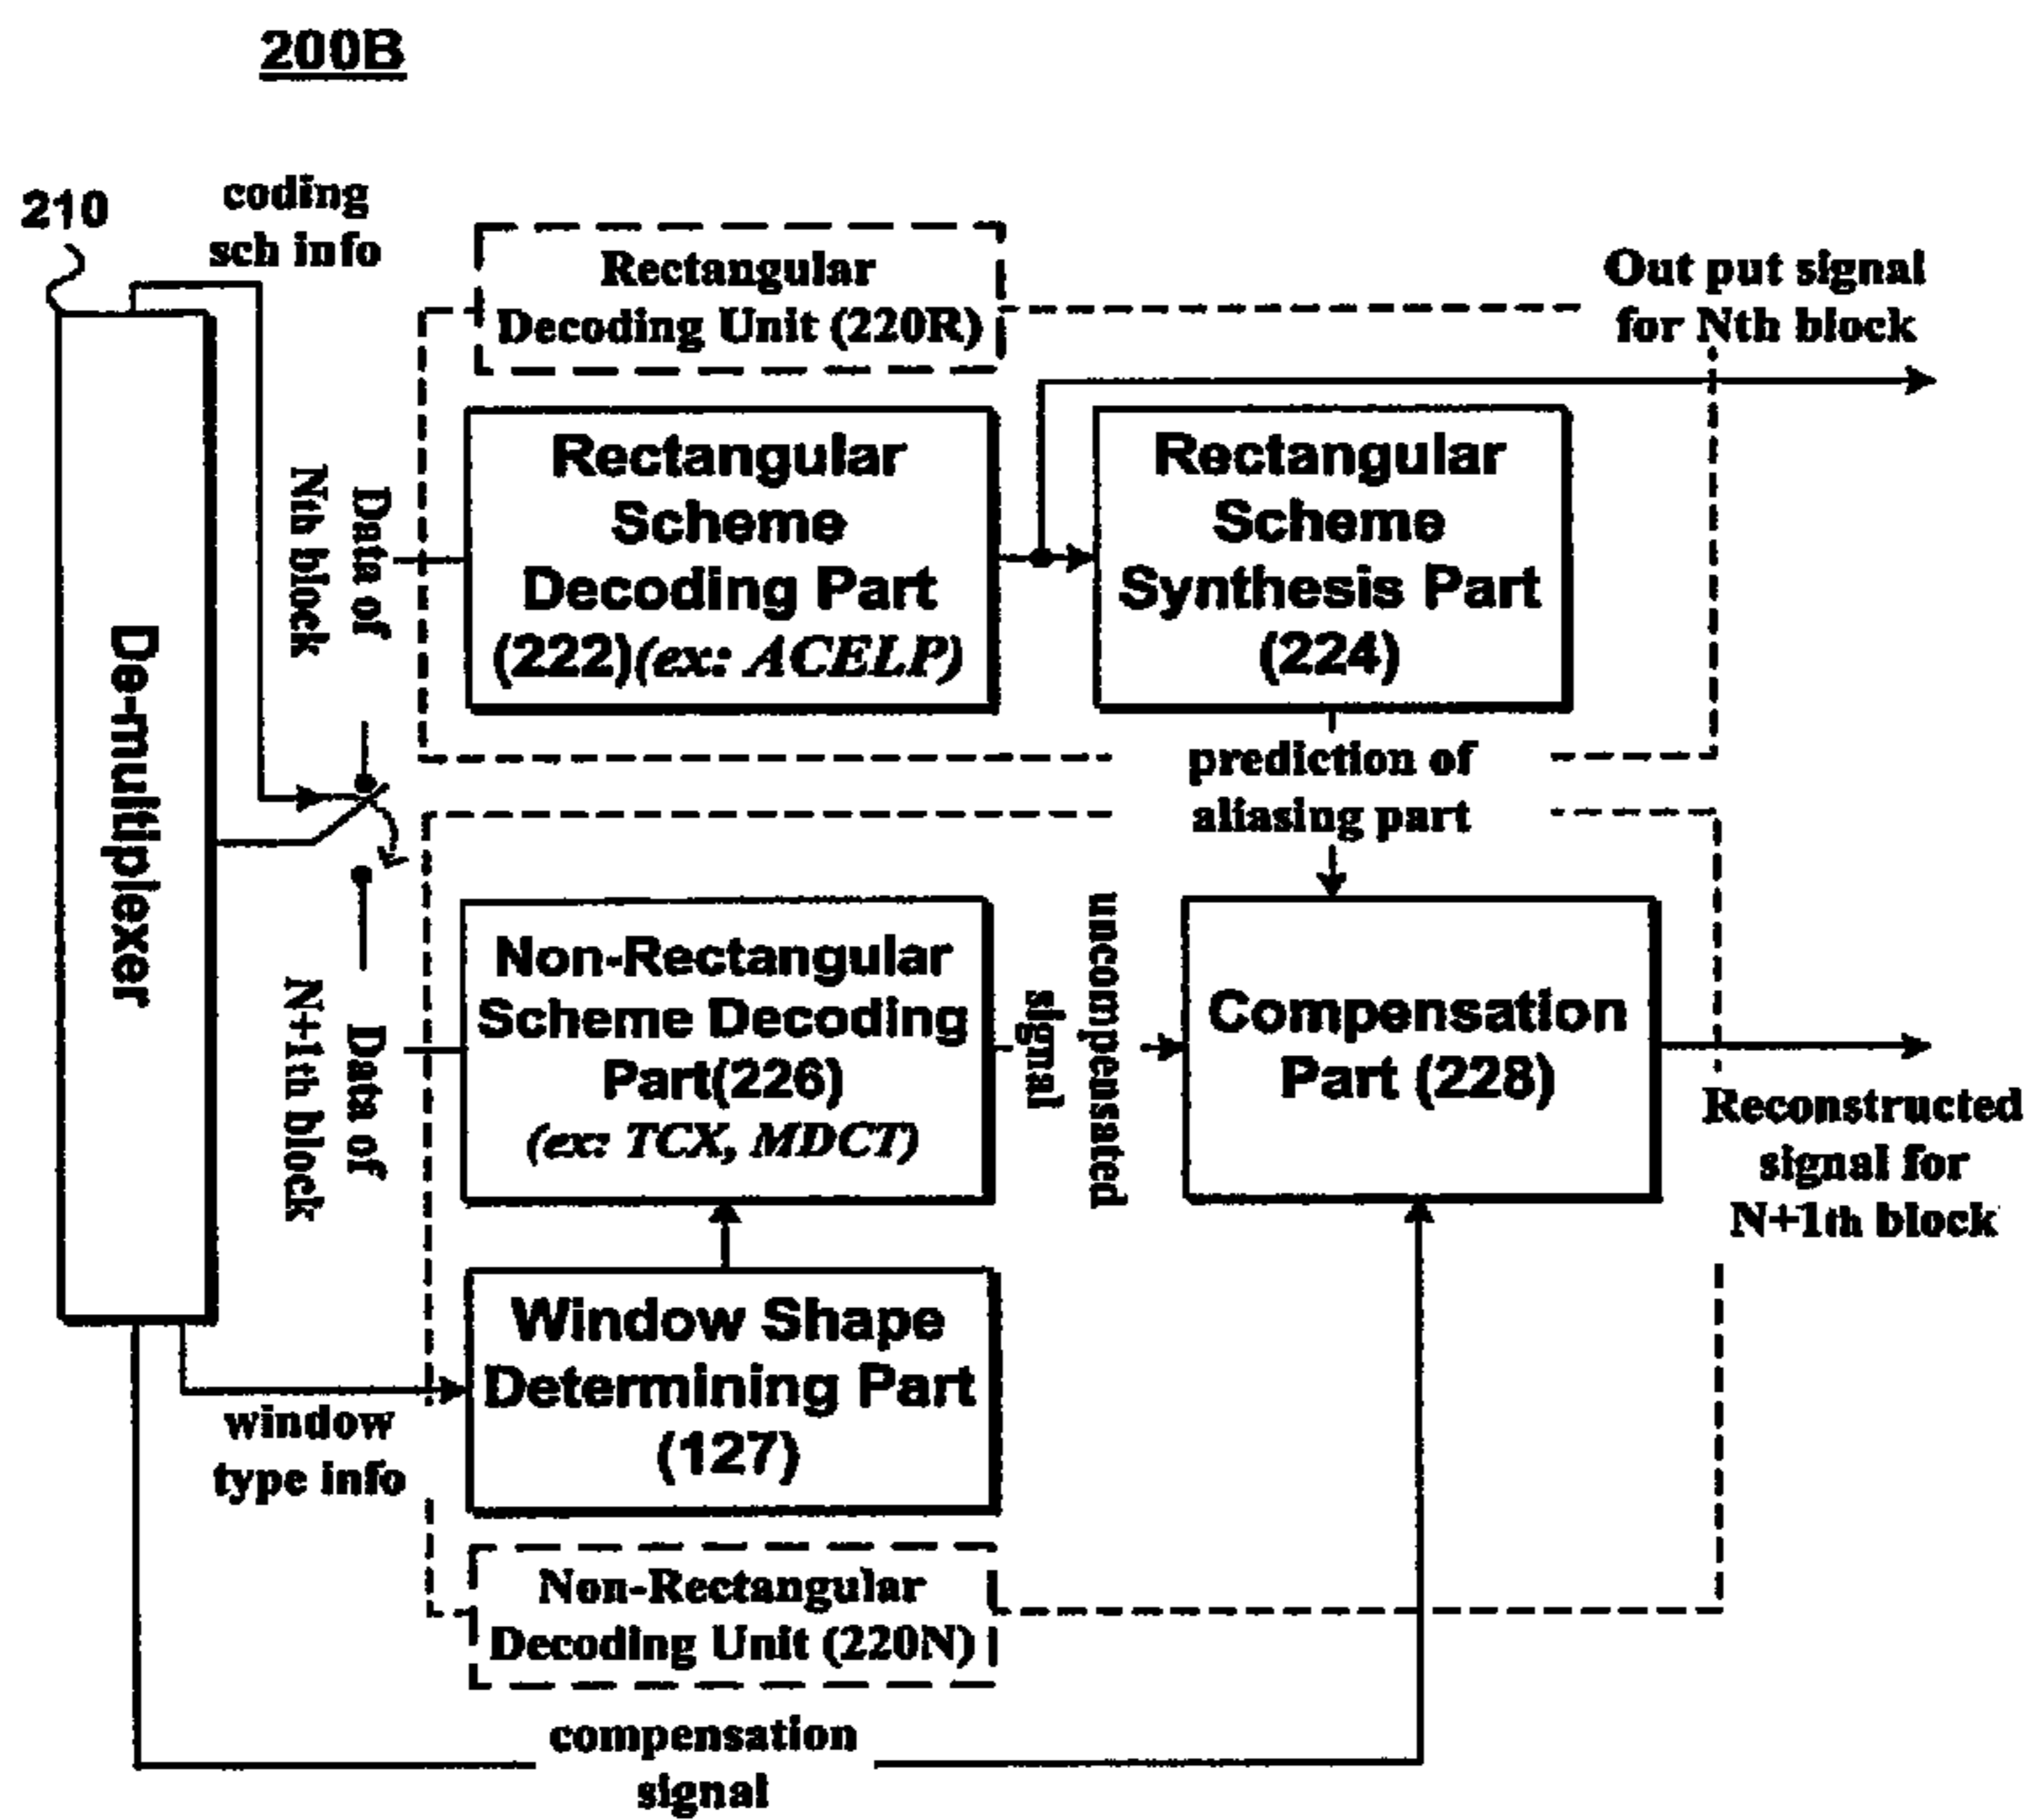 200B
210
coding
sch info
Rectangular
Decoding Unit (220R)
Out put signal
for Nth block
Data of
Nth block
Rectangular
Scheme
Decoding Part
(222)(ex: ACELP)
Rectangular
Scheme
Synthesis Part
(224)
De-multiplexer
prediction of
aliasing part
Data of
N+1th block
Non-Rectangular
Scheme Decoding
Part(226)
(ex: TCX, MDCT)
uncompensated
signal
Compensation
Part (228)
Reconstructed
signal for
N+1th block
Window Shape
Determining Part
(127)
window
type info
Non-Rectangular
Decoding Unit (220N)
compensation
signal